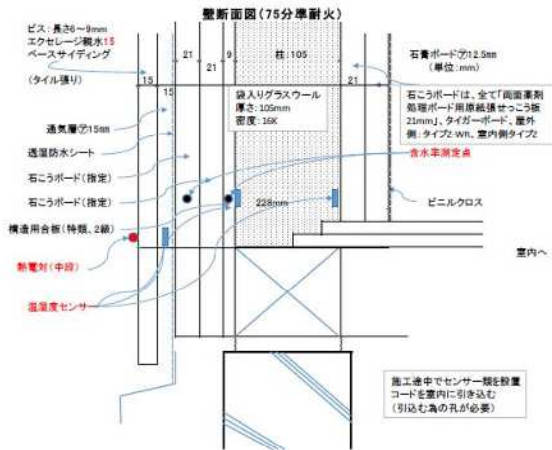 壁断面図(75分準耐火)
ビス:長さ6~9mm
エクセレージ親水15
ベースサイディング
(タイル張り)
21
21
9
柱:105
21
15
15
石膏ボード㋐12.5mm
(単位:mm)
袋入りグラスウール
厚さ:105mm
密度:16K
石こうボードは、全て「両面薬剤
処理ボード用原紙張せっこう板
21mm」、タイガーボード、屋外
側:タイプZ-WR、室内側タイプZ
通気層㋐15mm
透湿防水シート
石こうボード(指定)
石こうボード(指定)
構造用合板(特類、2級)
熱電対(中段)
温湿度センサ
含水率測定点
228mm
ビニルクロス
室内へ
施工途中でセンサー類を設置
コードを室内に引き込む
(引込む為の孔が必要)